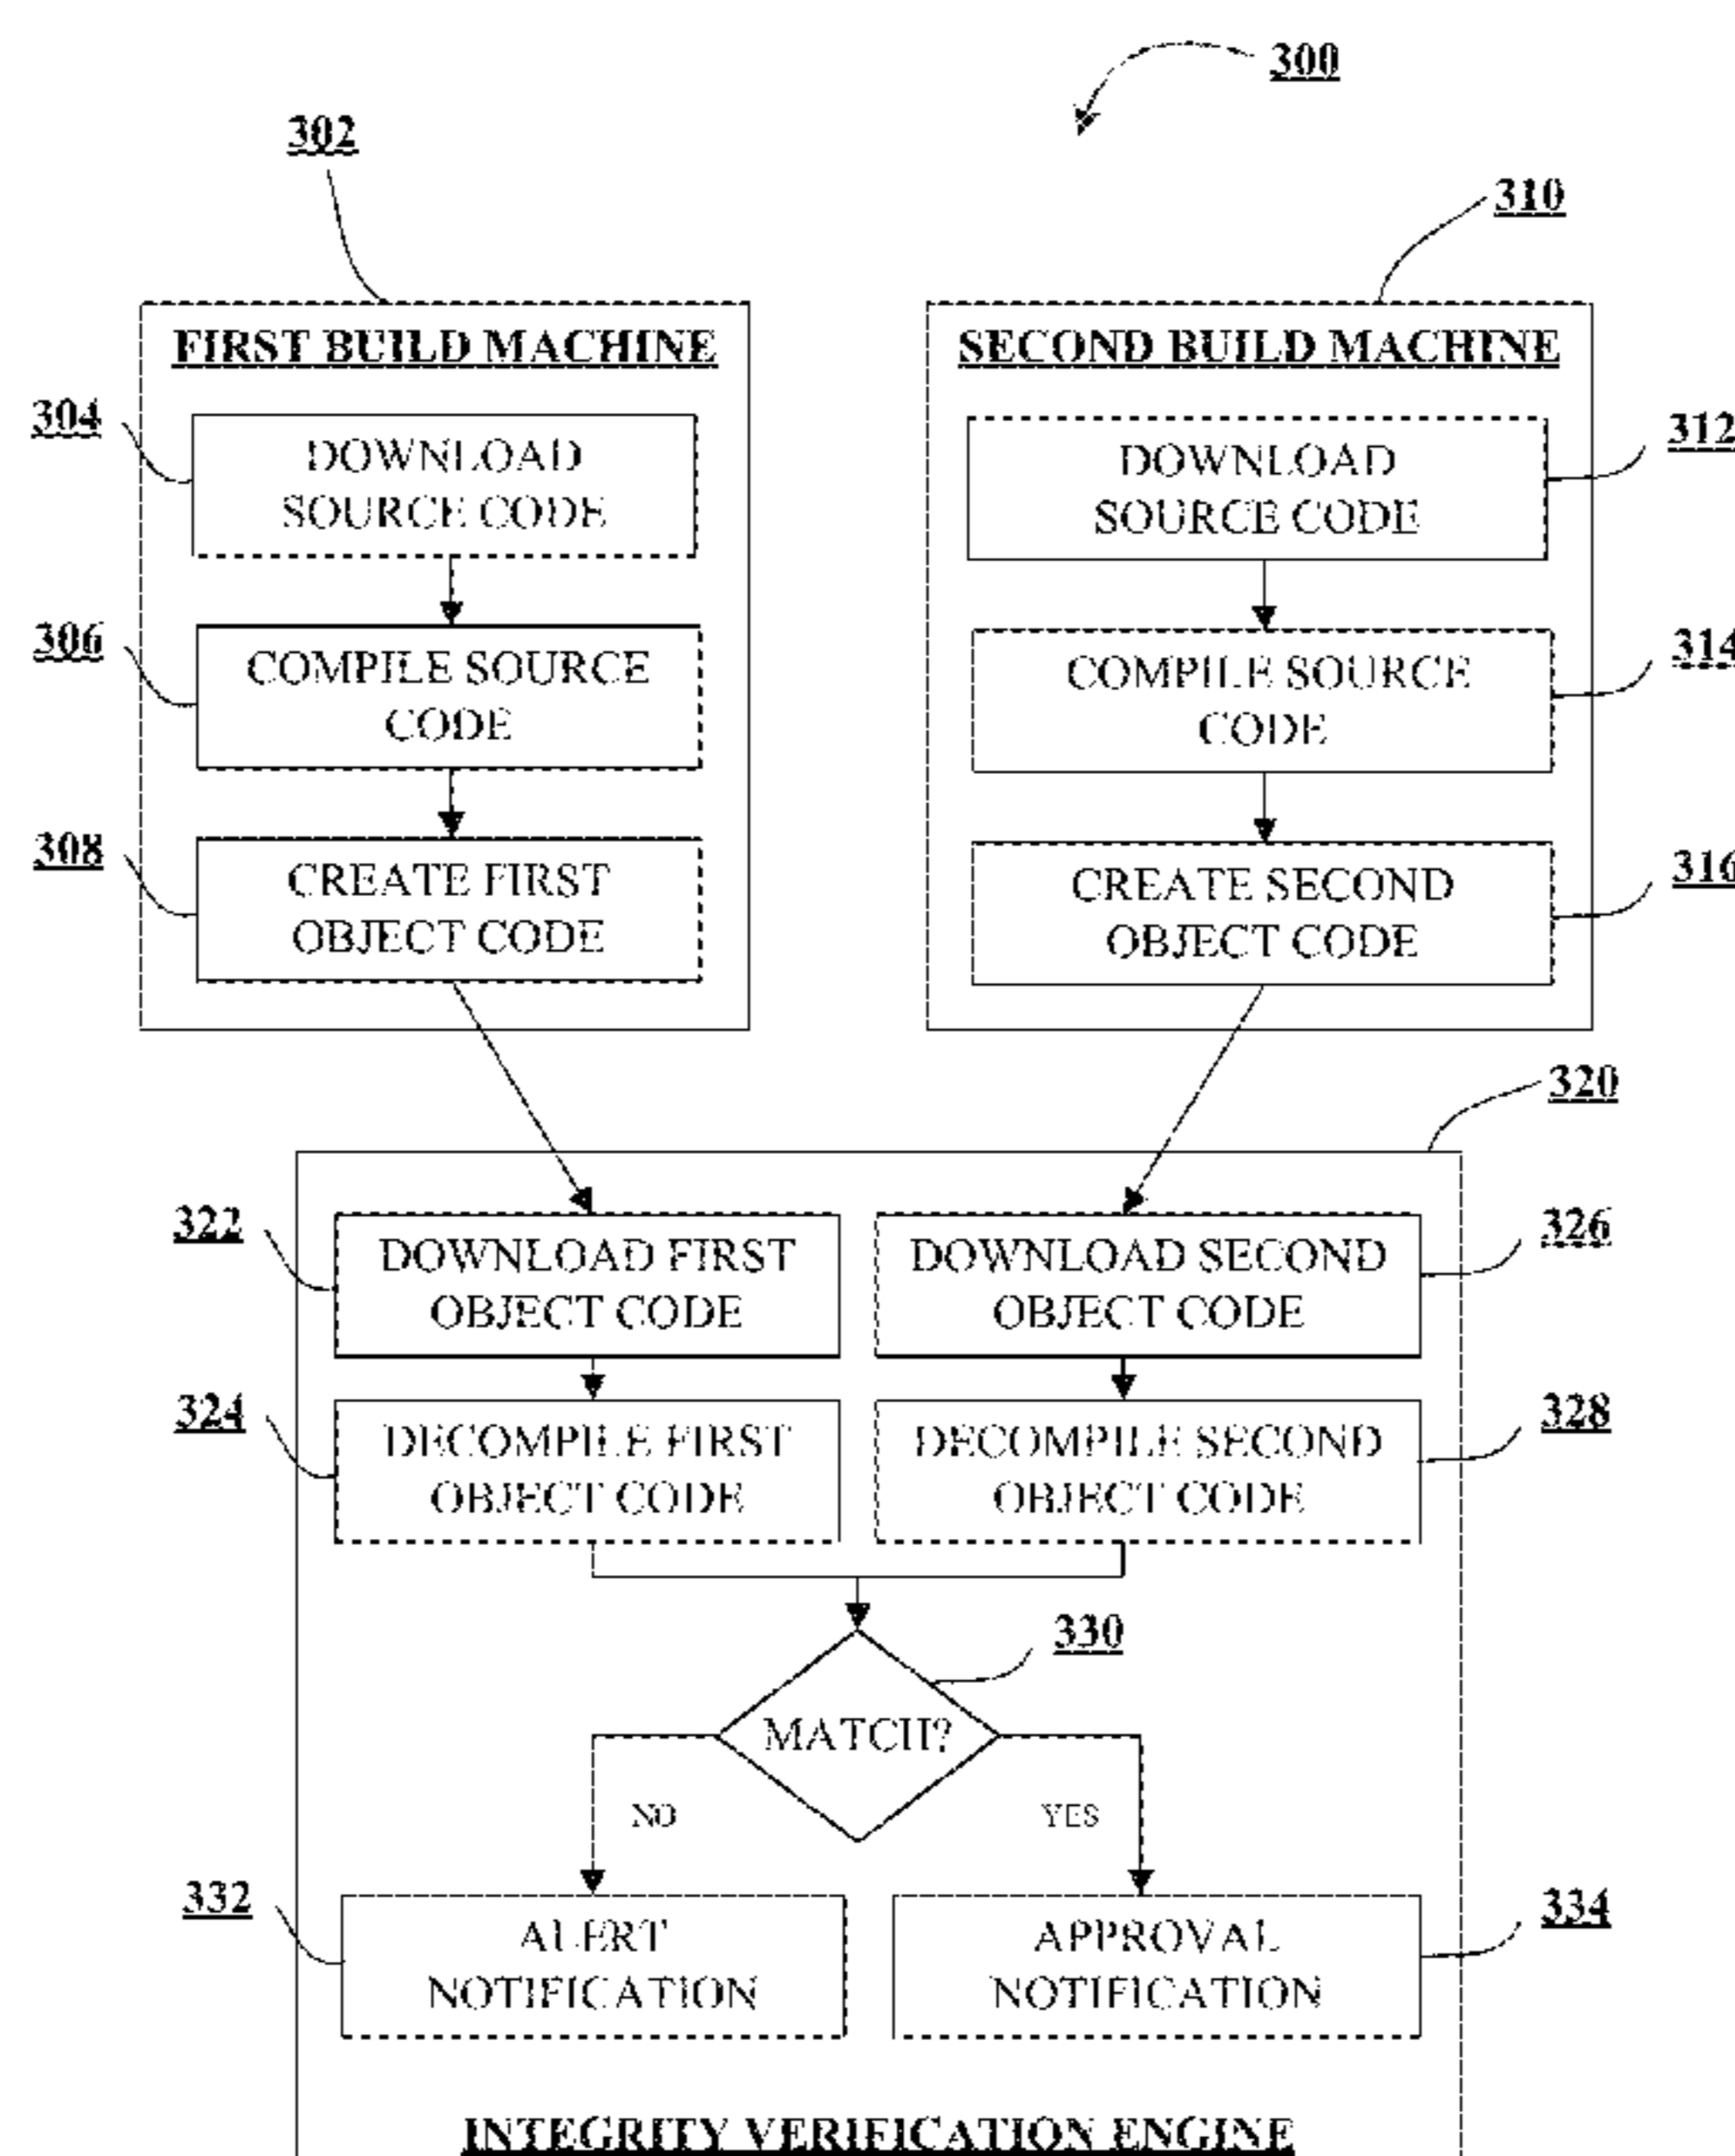 300
302
310
FIRST BUILD MACHINE
SECOND BUILD MACHINE
304
DOWNLOAD
SOURCE CODE
DOWNLOAD
SOURCE CODE
312
306
COMPILE SOURCE
CODE
COMPILE SOURCE
CODE
314
308
CREATE FIRST
OBJECT CODE
CREATE SECOND
OBJECT CODE
316
320
322
DOWNLOAD FIRST
OBJECT CODE
DOWNLOAD SECOND
OBJECT CODE
326
324
DECOMPILE FIRST
OBJECT CODE
DECOMPILE SECOND
OBJECT CODE
328
330
MATCH?
NO
YES
332
ALERT
NOTIFICATION
APPROVAL
NOTIFICATION
334
INTEGRITY VERIFICATION ENGINE